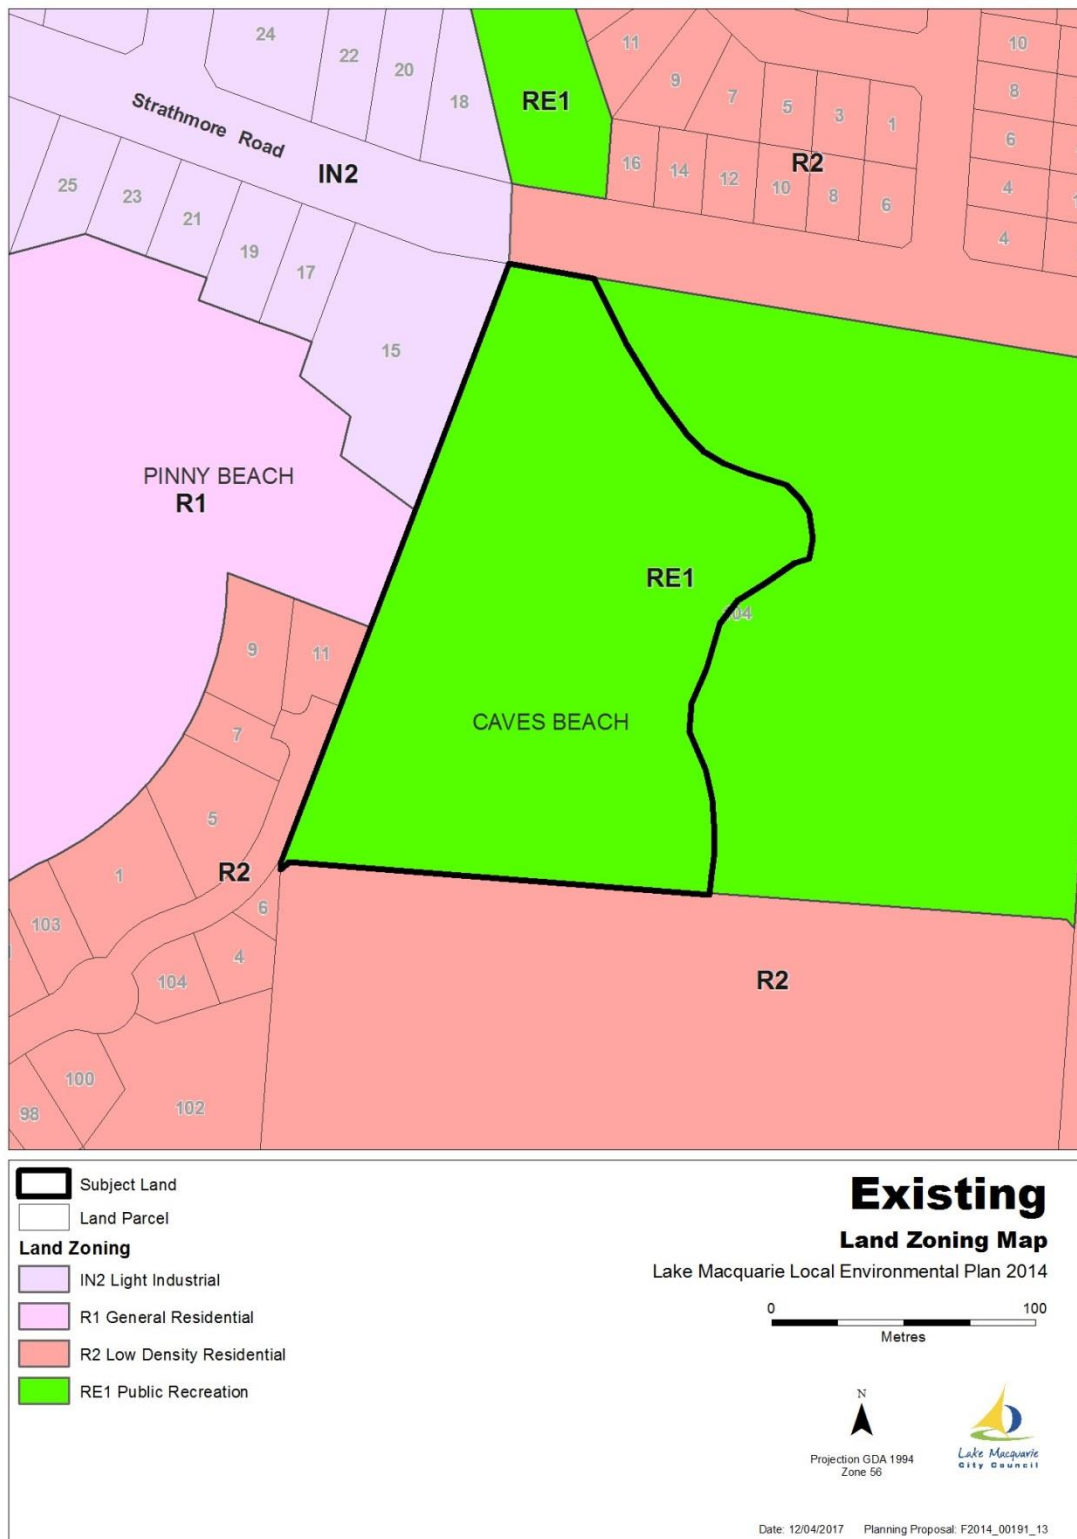 24
22
20
18
RE1
11
9
7
5
3
1
10
8
6
4
4
Strathmore Road
IN2
16
14
12
10
8
6
R2
25
23
21
19
17
15
PINNY BEACH
R1
RE1
CAVES BEACH
9
11
7
5
1
R2
6
103
4
104
R2
100
98
102
Subject Land
Land Parcel
Land Zoning
IN2 Light Industrial
R1 General Residential
R2 Low Density Residential
RE1 Public Recreation
Existing
Land Zoning Map
Lake Macquarie Local Environmental Plan 2014
0 100
Metres
N
Projection GDA 1994
Zone 56
Lake Macquarie
City Council
Date: 12/04/2017 Planning Proposal: F2014_00191_13